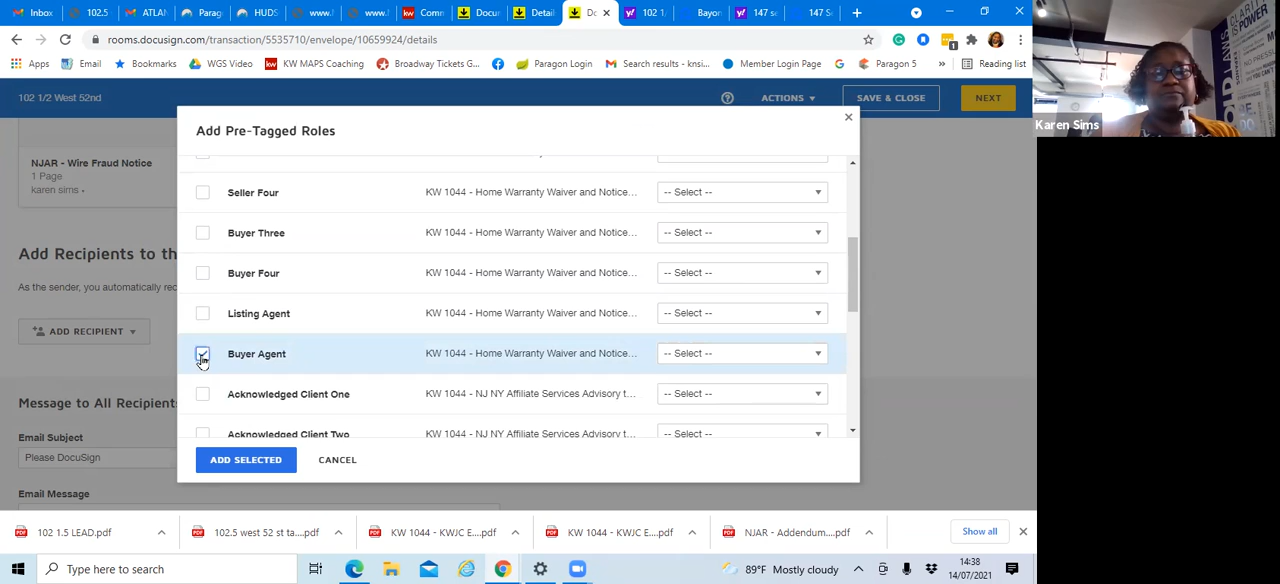 Inbox
102.5
ATLAN
Parag
HUDS
www.N
www.
Comm
Docum
Detail
Do
102 1/
Bayon
147 se
147 S
rooms.docusign.com/transaction/5535710/envelope/10659924/details
1
Apps
Email
Bookmarks
WGS Video
KW MAPS Coaching
Broadway Tickets G...
Paragon Login
Search results - knsi...
Member Login Page
Paragon 5
»
Reading list
102 1/2 West 52nd
ACTIONS
SAVE & CLOSE
NEXT
Karen Sims
Add Pre-Tagged Roles
NJAR - Wire Fraud Notice
1 Page
karen sims
Seller Four
KW 1044 - Home Warranty Waiver and Notice...
-- Select --
Buyer Three
KW 1044 - Home Warranty Waiver and Notice...
-- Select --
Add Recipients to th
Buyer Four
KW 1044 - Home Warranty Waiver and Notice...
-- Select --
As the sender, you automatically rec
Listing Agent
KW 1044 - Home Warranty Waiver and Notice...
-- Select --
ADD RECIPIENT
Buyer Agent
KW 1044 - Home Warranty Waiver and Notice...
-- Select --
Acknowledged Client One
KW 1044 - NJ NY Affiliate Services Advisory t...
-- Select --
Message to All Recipients
Acknowledged Client Two
KW 1044 - NJ NY Affiliate Services Advisory t...
-- Select --
Email Subject
Please DocuSign
ADD SELECTED
CANCEL
Email Message
102 1.5 LEAD.pdf
102.5 west 52 st ta....pdf
KW 1044 - KWJC E....pdf
KW 1044 - KWJC E....pdf
NJAR - Addendum....pdf
Show all
Type here to search
89°F Mostly cloudy
14:38
14/07/2021